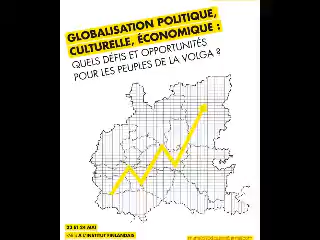 GLOBALISATION POLITIQUE,
CULTURELLE, ÉCONOMIQUE :
QUELS DÉFIS ET OPPORTUNITÉS
POUR LES PEUPLES DE LA VOLGA ?
23 ET 24 MAI
À L'INSTITUT FINLANDAIS